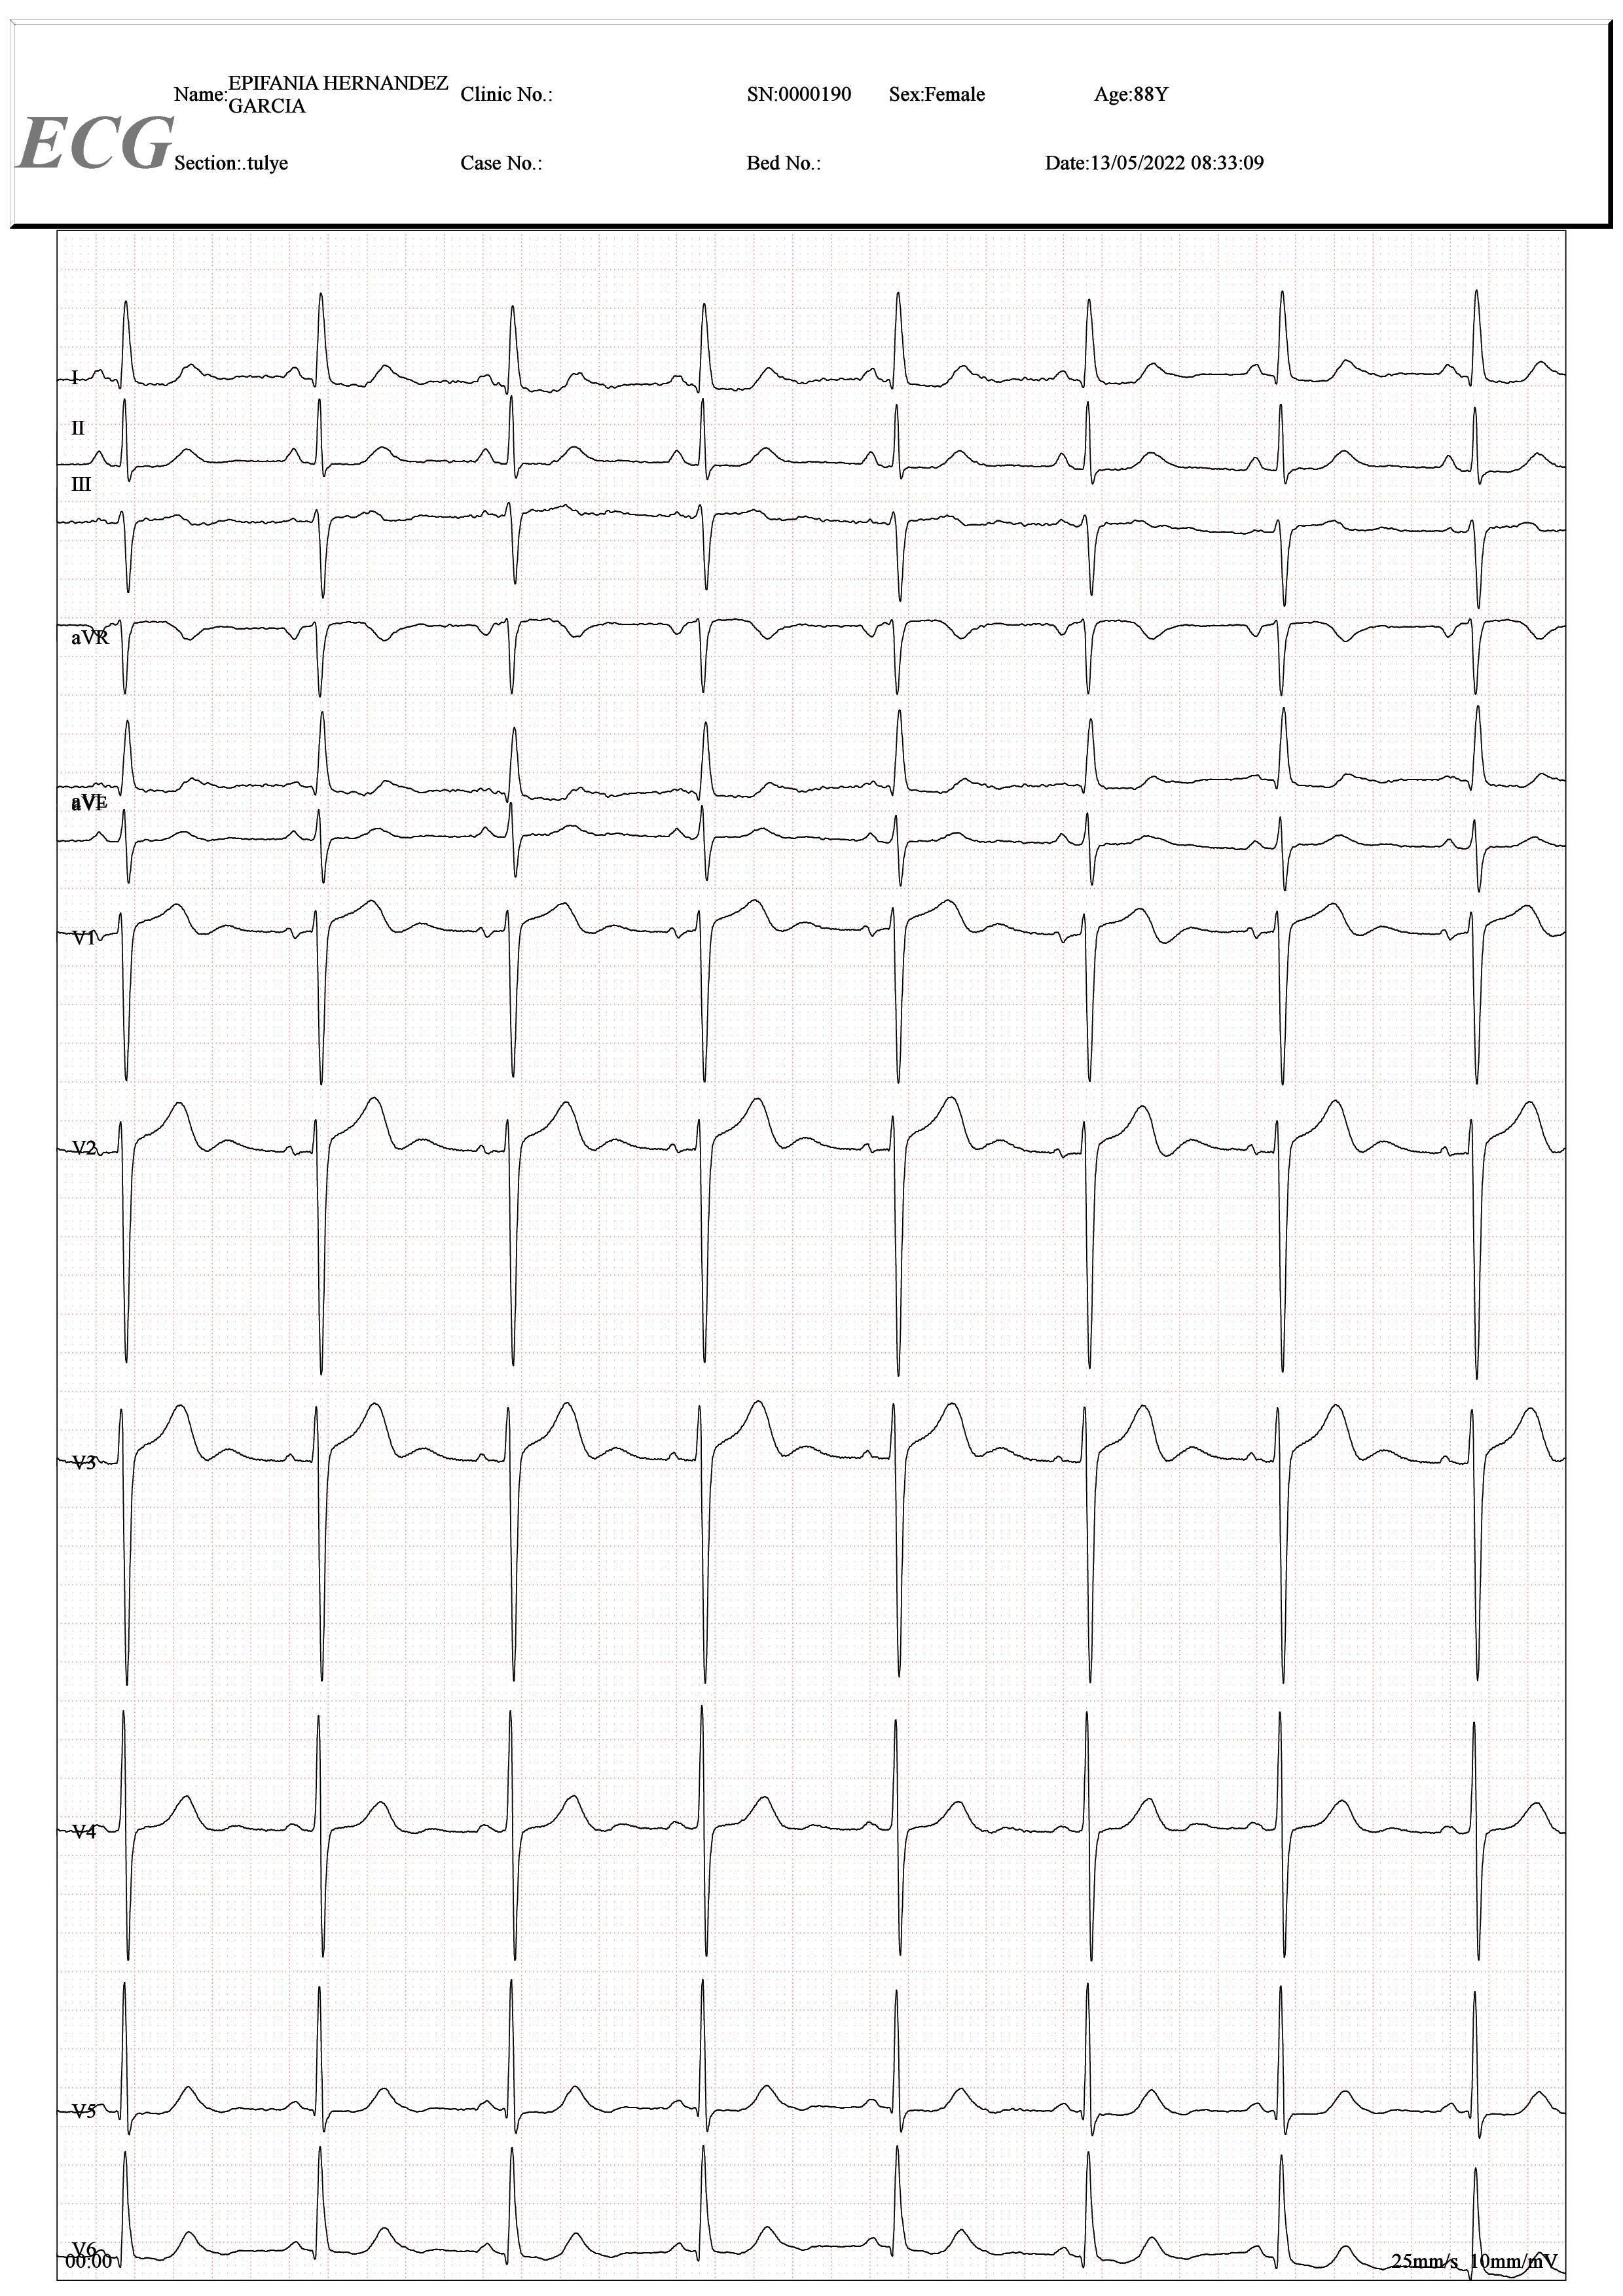 ECG
Name:EPIFANIA HERNANDEZ GARCIA Clinic No.: SN:0000190 Sex:Female Age:88Y
Section:.tulye Case No.: Bed No.: Date:13/05/2022 08:33:09
I
II
III
aVR
aVL
aVF
V1
V2
V3
V4
V5
V6
00:00 25mm/s 10mm/mV